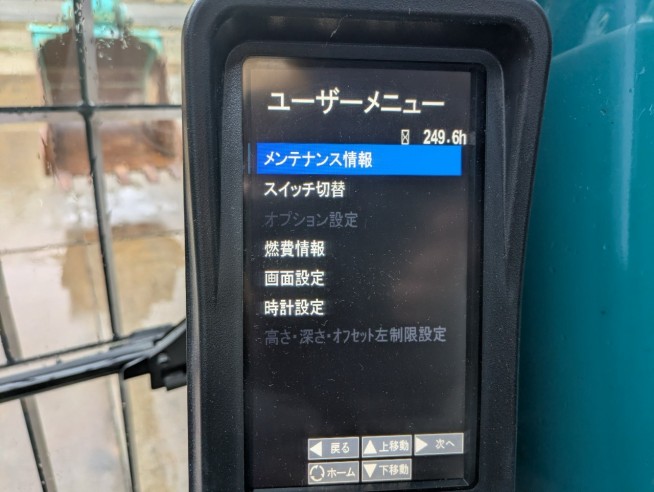 ユーザーメニュー
249.6h
メンテナンス情報
スイッチ切替
オプション設定
燃費情報
画面設定
時計設定
高さ・深さ・オフセット左制限設定
◀ 戻る ▲上移動 ▶ 次へ
ホーム ▼下移動